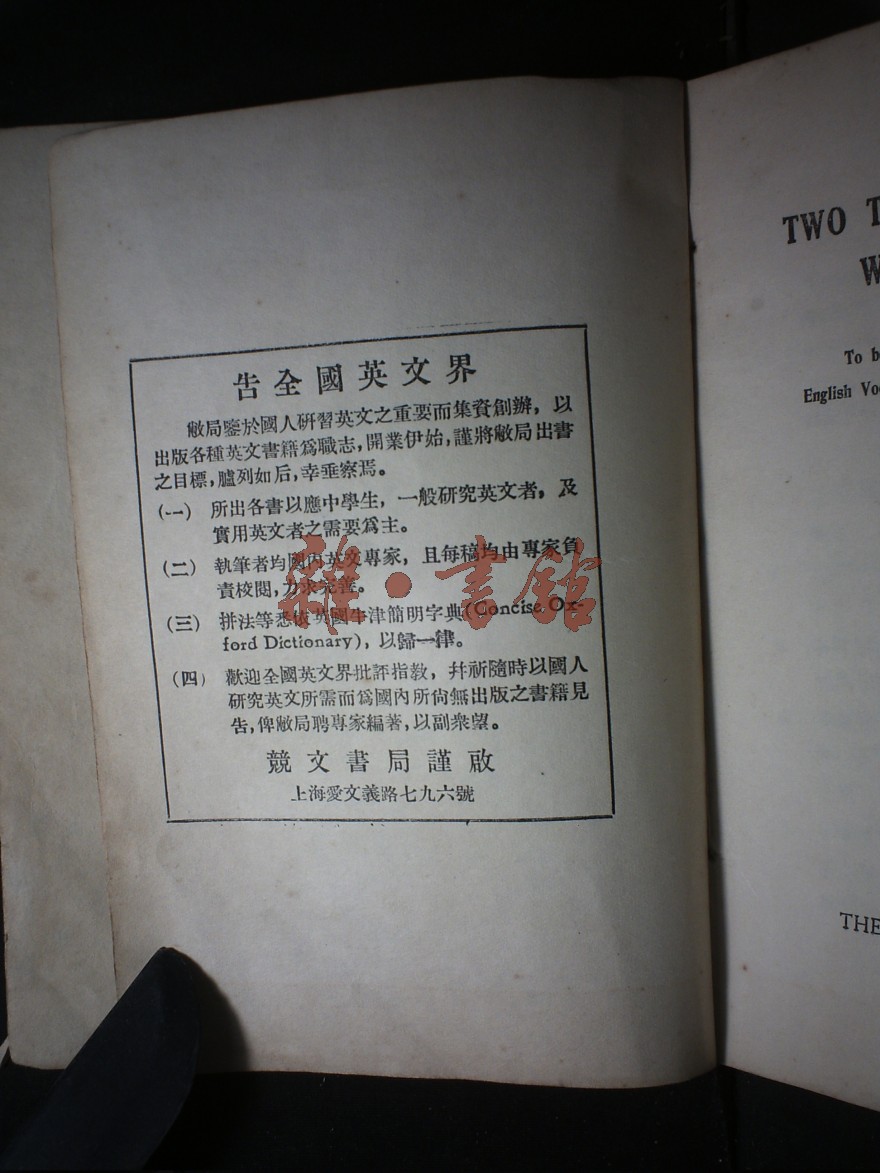 告全國英文界
敝局鑒於國人研習英文之重要而集資創辦，以
出版各種英文書籍爲職志，開業伊始，謹將敝局出書
之目標，臚列如后，幸垂察焉。
(一) 所出各書以應中學生，一般研究英文者，及
實用英文者之需要爲主。
(二) 執筆者均國內英文專家，且每稿均由專家負
責校閱，力求完善。
(三) 拼法等悉依英國牛津簡明字典(Concise Ox-
ford Dictionary)，以歸一律。
(四) 歡迎全國英文界批評指敎，幷祈隨時以國人
研究英文所需而爲國內所尙無出版之書籍見
告，俾敝局聘專家編著，以副衆望。
競文書局謹啟
上海愛文義路七九六號
雜·書館
TWO T
W
To b
English Vo
THE